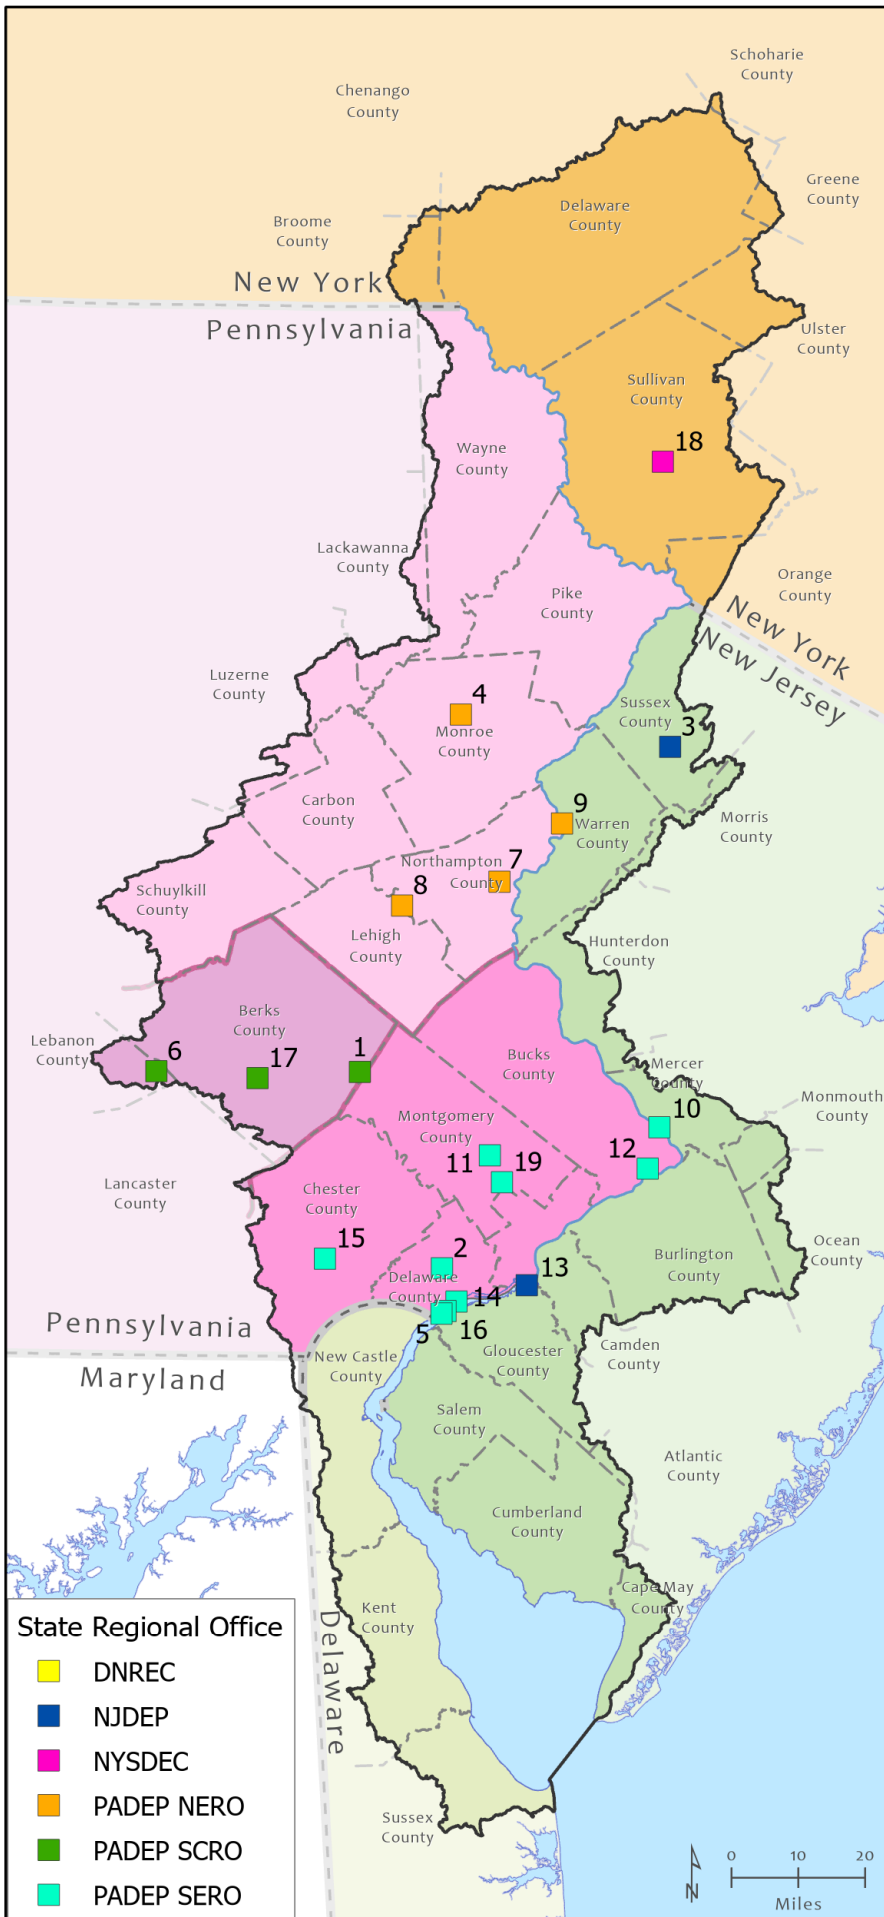 Schoharie
County
Chenango
County
Greene
County
Delaware
County
Broome
County
New York
Pennsylvania
Ulster
County
Sullivan
County
18
Wayne
County
Lackawanna
County
Orange
County
Pike
County
New York
New Jersey
Luzerne
County
Sussex
County
3
4
Monroe
County
Carbon
County
9
Warren
County
Morris
County
Northampton
County
7
8
Schuylkill
County
Lehigh
County
Hunterdon
County
Berks
County
Lebanon
County
6
17
1
Bucks
County
Mercer
County
Monmouth
County
10
Montgomery
County
11
19
12
Lancaster
County
Chester
County
15
2
Delaware
County
13
14
16
5
Burlington
County
Ocean
County
Pennsylvania
Maryland
New Castle
County
Gloucester
County
Camden
County
Salem
County
Atlantic
County
Cumberland
County
Cape May
County
Kent
County
Delaware
Sussex
County
State Regional Office
DNREC
NJDEP
NYSDEC
PADEP NERO
PADEP SCRO
PADEP SERO
N
0 10 20
Miles